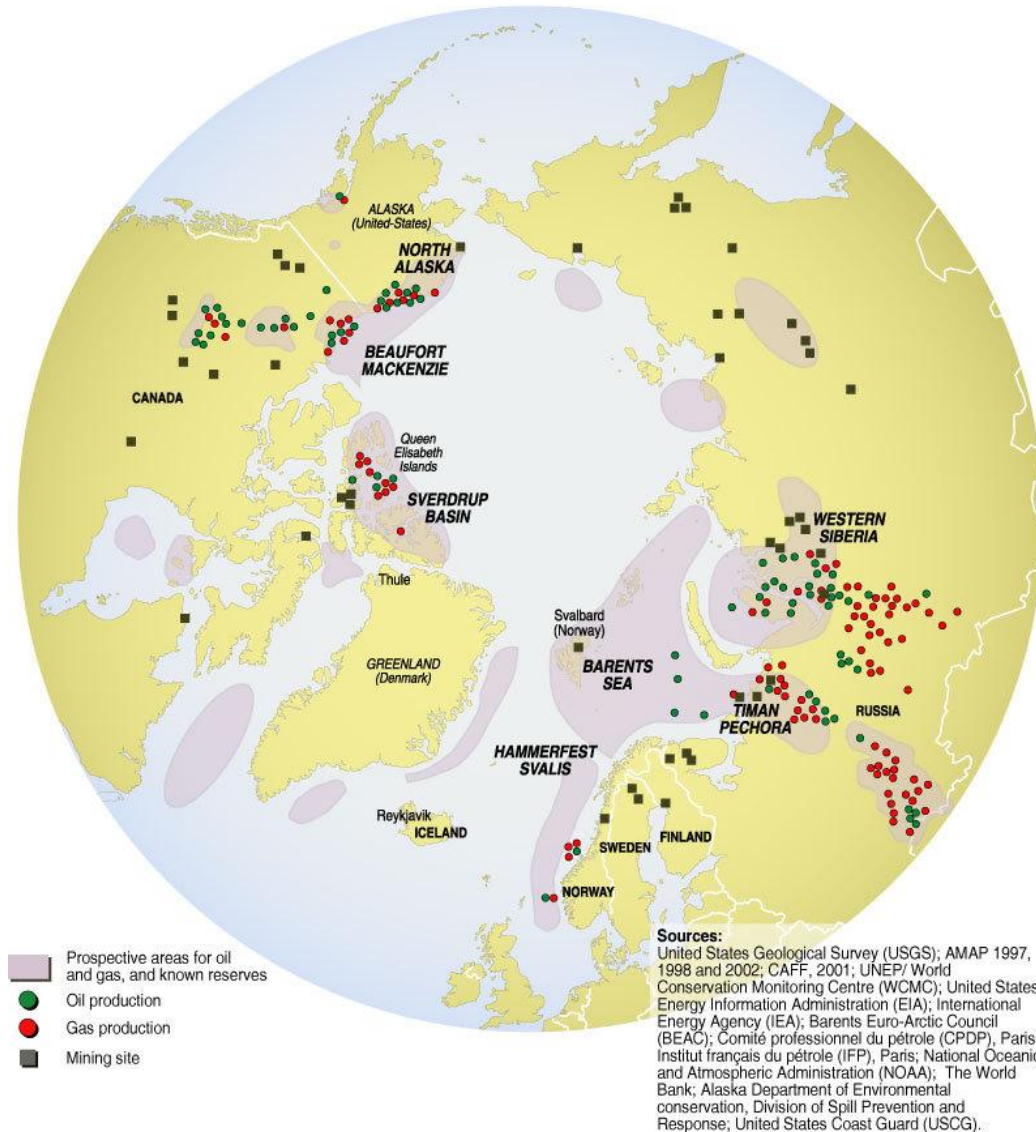 ALASKA
(United-States)
NORTH
ALASKA
BEAUFORT
MACKENZIE
CANADA
Queen
Elisabeth
Islands
SVERDRUP
BASIN
WESTERN
SIBERIA
Thule
Svalbard
(Norway)
GREENLAND
(Denmark)
BARENTS
SEA
TIMAN
PECHORA
RUSSIA
HAMMERFEST
SVALIS
Reykjavik
ICELAND
SWEDEN
FINLAND
NORWAY
Prospective areas for oil
and gas, and known reserves
Oil production
Gas production
Mining site
Sources:
United States Geological Survey (USGS); AMAP 1997,
1998 and 2002; CAFF, 2001; UNEP/ World
Conservation Monitoring Centre (WCMC); United States
Energy Information Administration (EIA); International
Energy Agency (IEA); Barents Euro-Arctic Council
(BEAC); Comité professionnel du pétrole (CPDP), Paris
Institut français du pétrole (IFP), Paris; National Oceanic
and Atmospheric Administration (NOAA); The World
Bank; Alaska Department of Environmental
conservation, Division of Spill Prevention and
Response; United States Coast Guard (USCG).